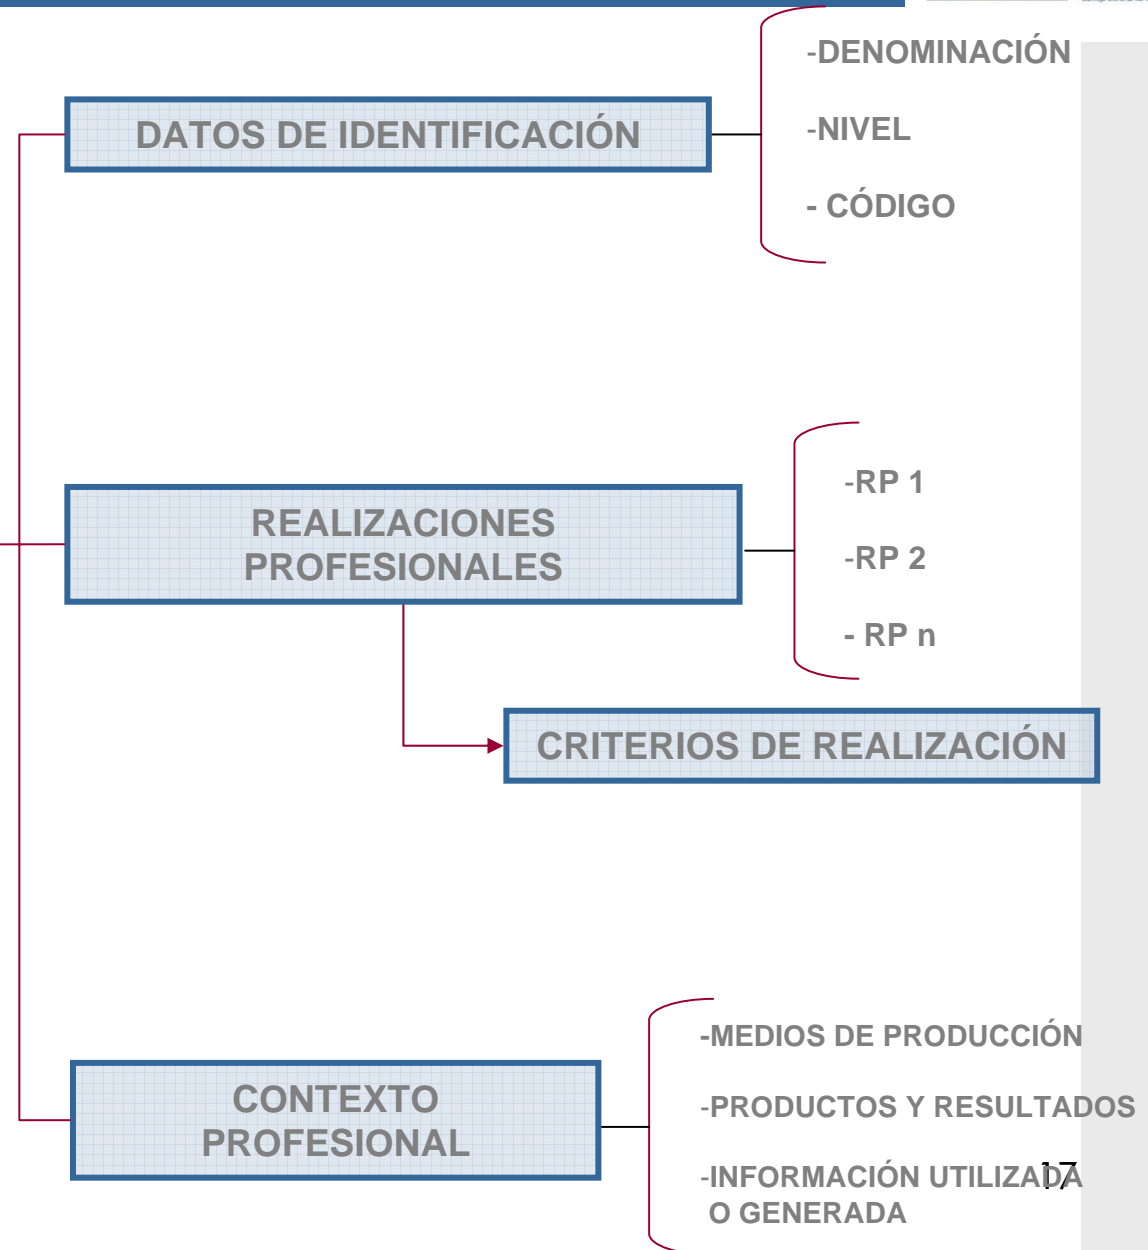 DATOS DE IDENTIFICACIÓN
-DENOMINACIÓN
-NIVEL
- CÓDIGO
REALIZACIONES
PROFESIONALES
-RP 1
-RP 2
- RP n
CRITERIOS DE REALIZACIÓN
CONTEXTO
PROFESIONAL
-MEDIOS DE PRODUCCIÓN
-PRODUCTOS Y RESULTADOS
-INFORMACIÓN UTILIZADA
O GENERADA
17